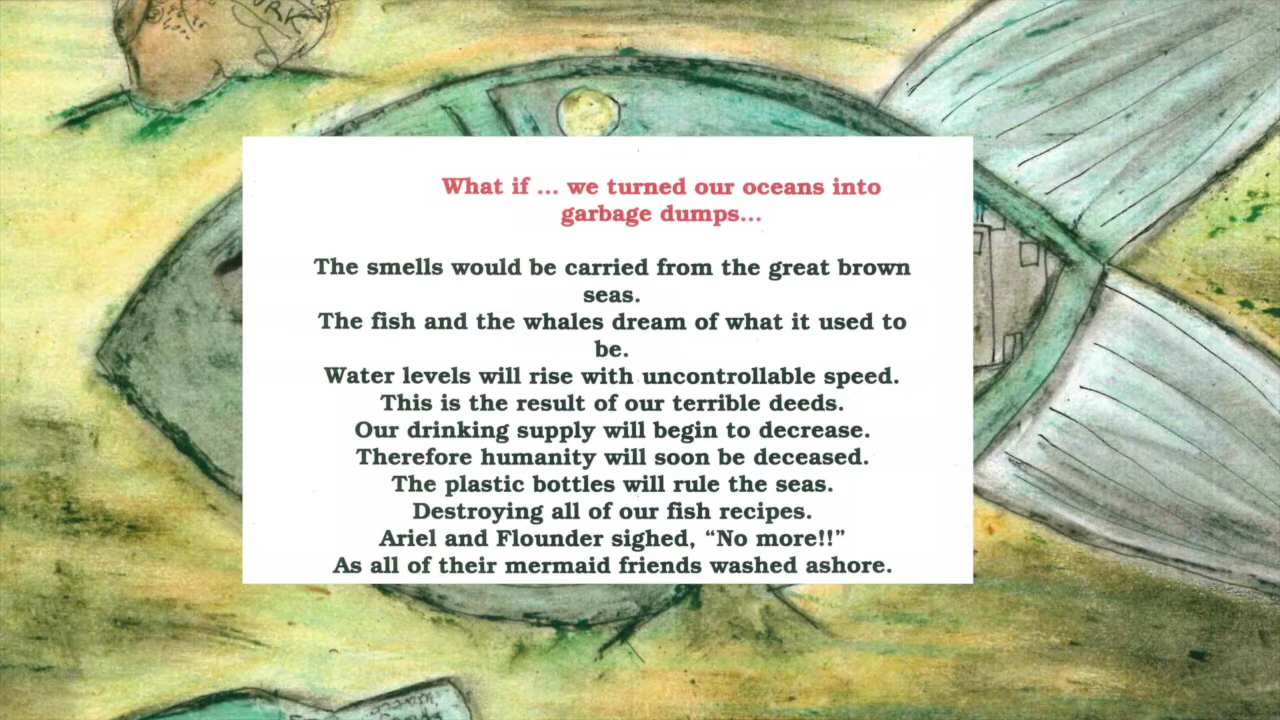 What if ... we turned our oceans into
garbage dumps...
The smells would be carried from the great brown
seas.
The fish and the whales dream of what it used to
be.
Water levels will rise with uncontrollable speed.
This is the result of our terrible deeds.
Our drinking supply will begin to decrease.
Therefore humanity will soon be deceased.
The plastic bottles will rule the seas.
Destroying all of our fish recipes.
Ariel and Flounder sighed, “No more!!”
As all of their mermaid friends washed ashore.